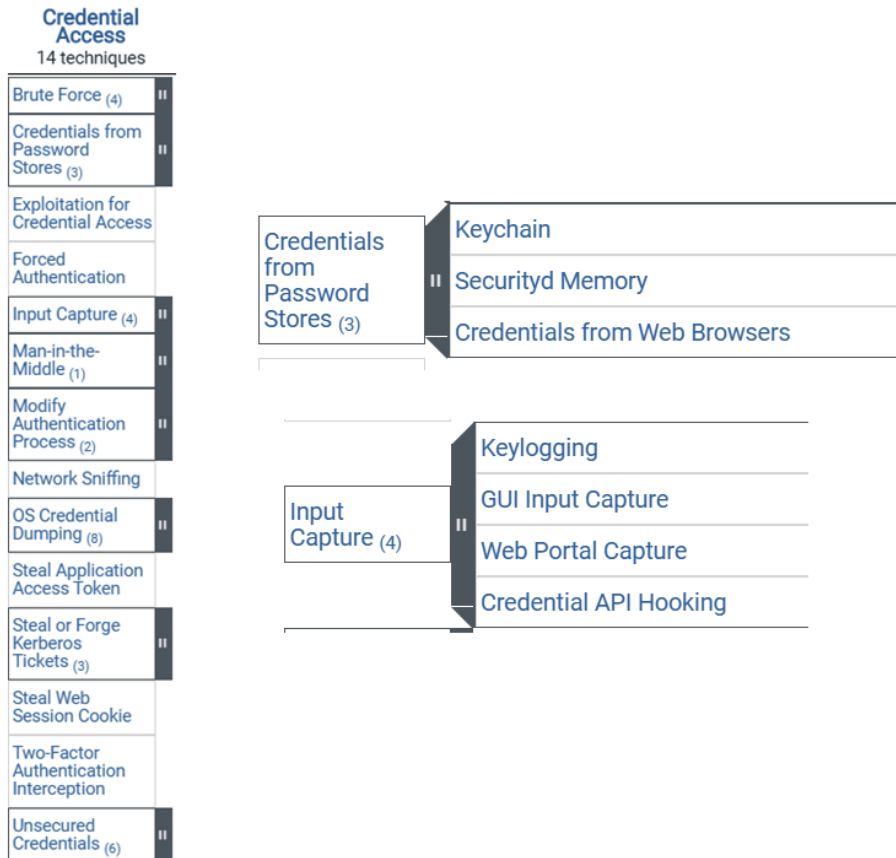 Credential
Access
14 techniques
Brute Force (4)
Credentials from
Password
Stores (3)
Exploitation for
Credential Access
Forced
Authentication
Input Capture (4)
Man-in-the-
Middle (1)
Modify
Authentication
Process (2)
Network Sniffing
OS Credential
Dumping (8)
Steal Application
Access Token
Steal or Forge
Kerberos
Tickets (3)
Steal Web
Session Cookie
Two-Factor
Authentication
Interception
Unsecured
Credentials (6)
Credentials
from
Password
Stores (3)
Keychain
Securityd Memory
Credentials from Web Browsers
Input
Capture (4)
Keylogging
GUI Input Capture
Web Portal Capture
Credential API Hooking